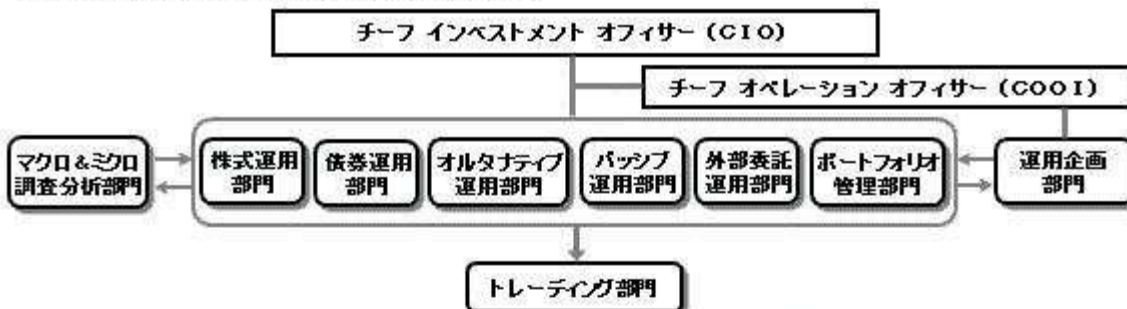 チーフ インベストメント オフィサー (CIO)
チーフ オペレーション オフィサー (COOI)
マクロ&ミクロ
調査分析部門
株式運用
部門
債券運用
部門
オルタナティブ
運用部門
パッシブ
運用部門
外部委託
運用部門
ポートフォリオ
管理部門
運用企画
部門
トレーディング部門